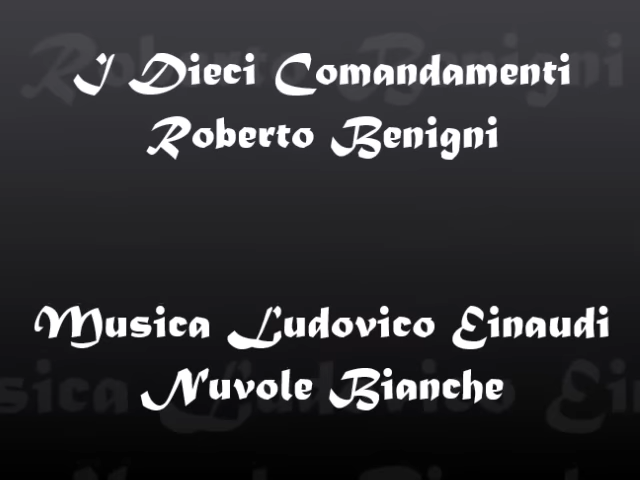 I Dieci Comandamenti
Roberto Benigni
Musica Ludovico Einaudi
Nuvole Bianche